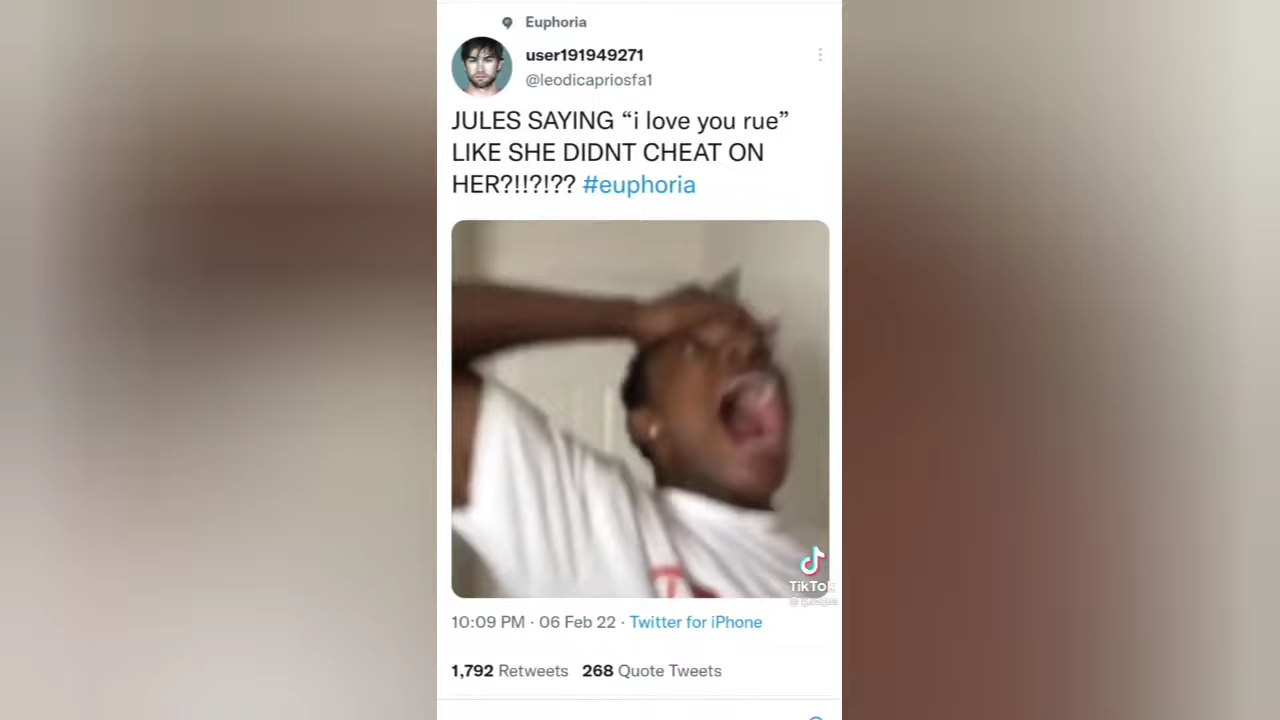 Euphoria
user191949271
@leodicapriosfa1
JULES SAYING “i love you rue”
LIKE SHE DIDNT CHEAT ON
HER?!!?!?? #euphoria
TikTok
10:09 PM · 06 Feb 22 · Twitter for iPhone
1,792 Retweets 268 Quote Tweets